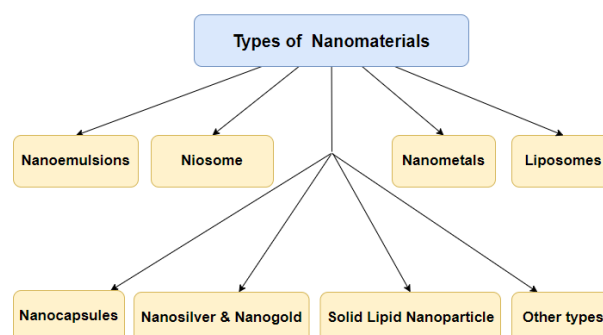 Types of Nanomaterials
Nanoemulsions
Niosome
Nanometals
Liposomes
Nanocapsules
Nanosilver & Nanogold
Solid Lipid Nanoparticle
Other types